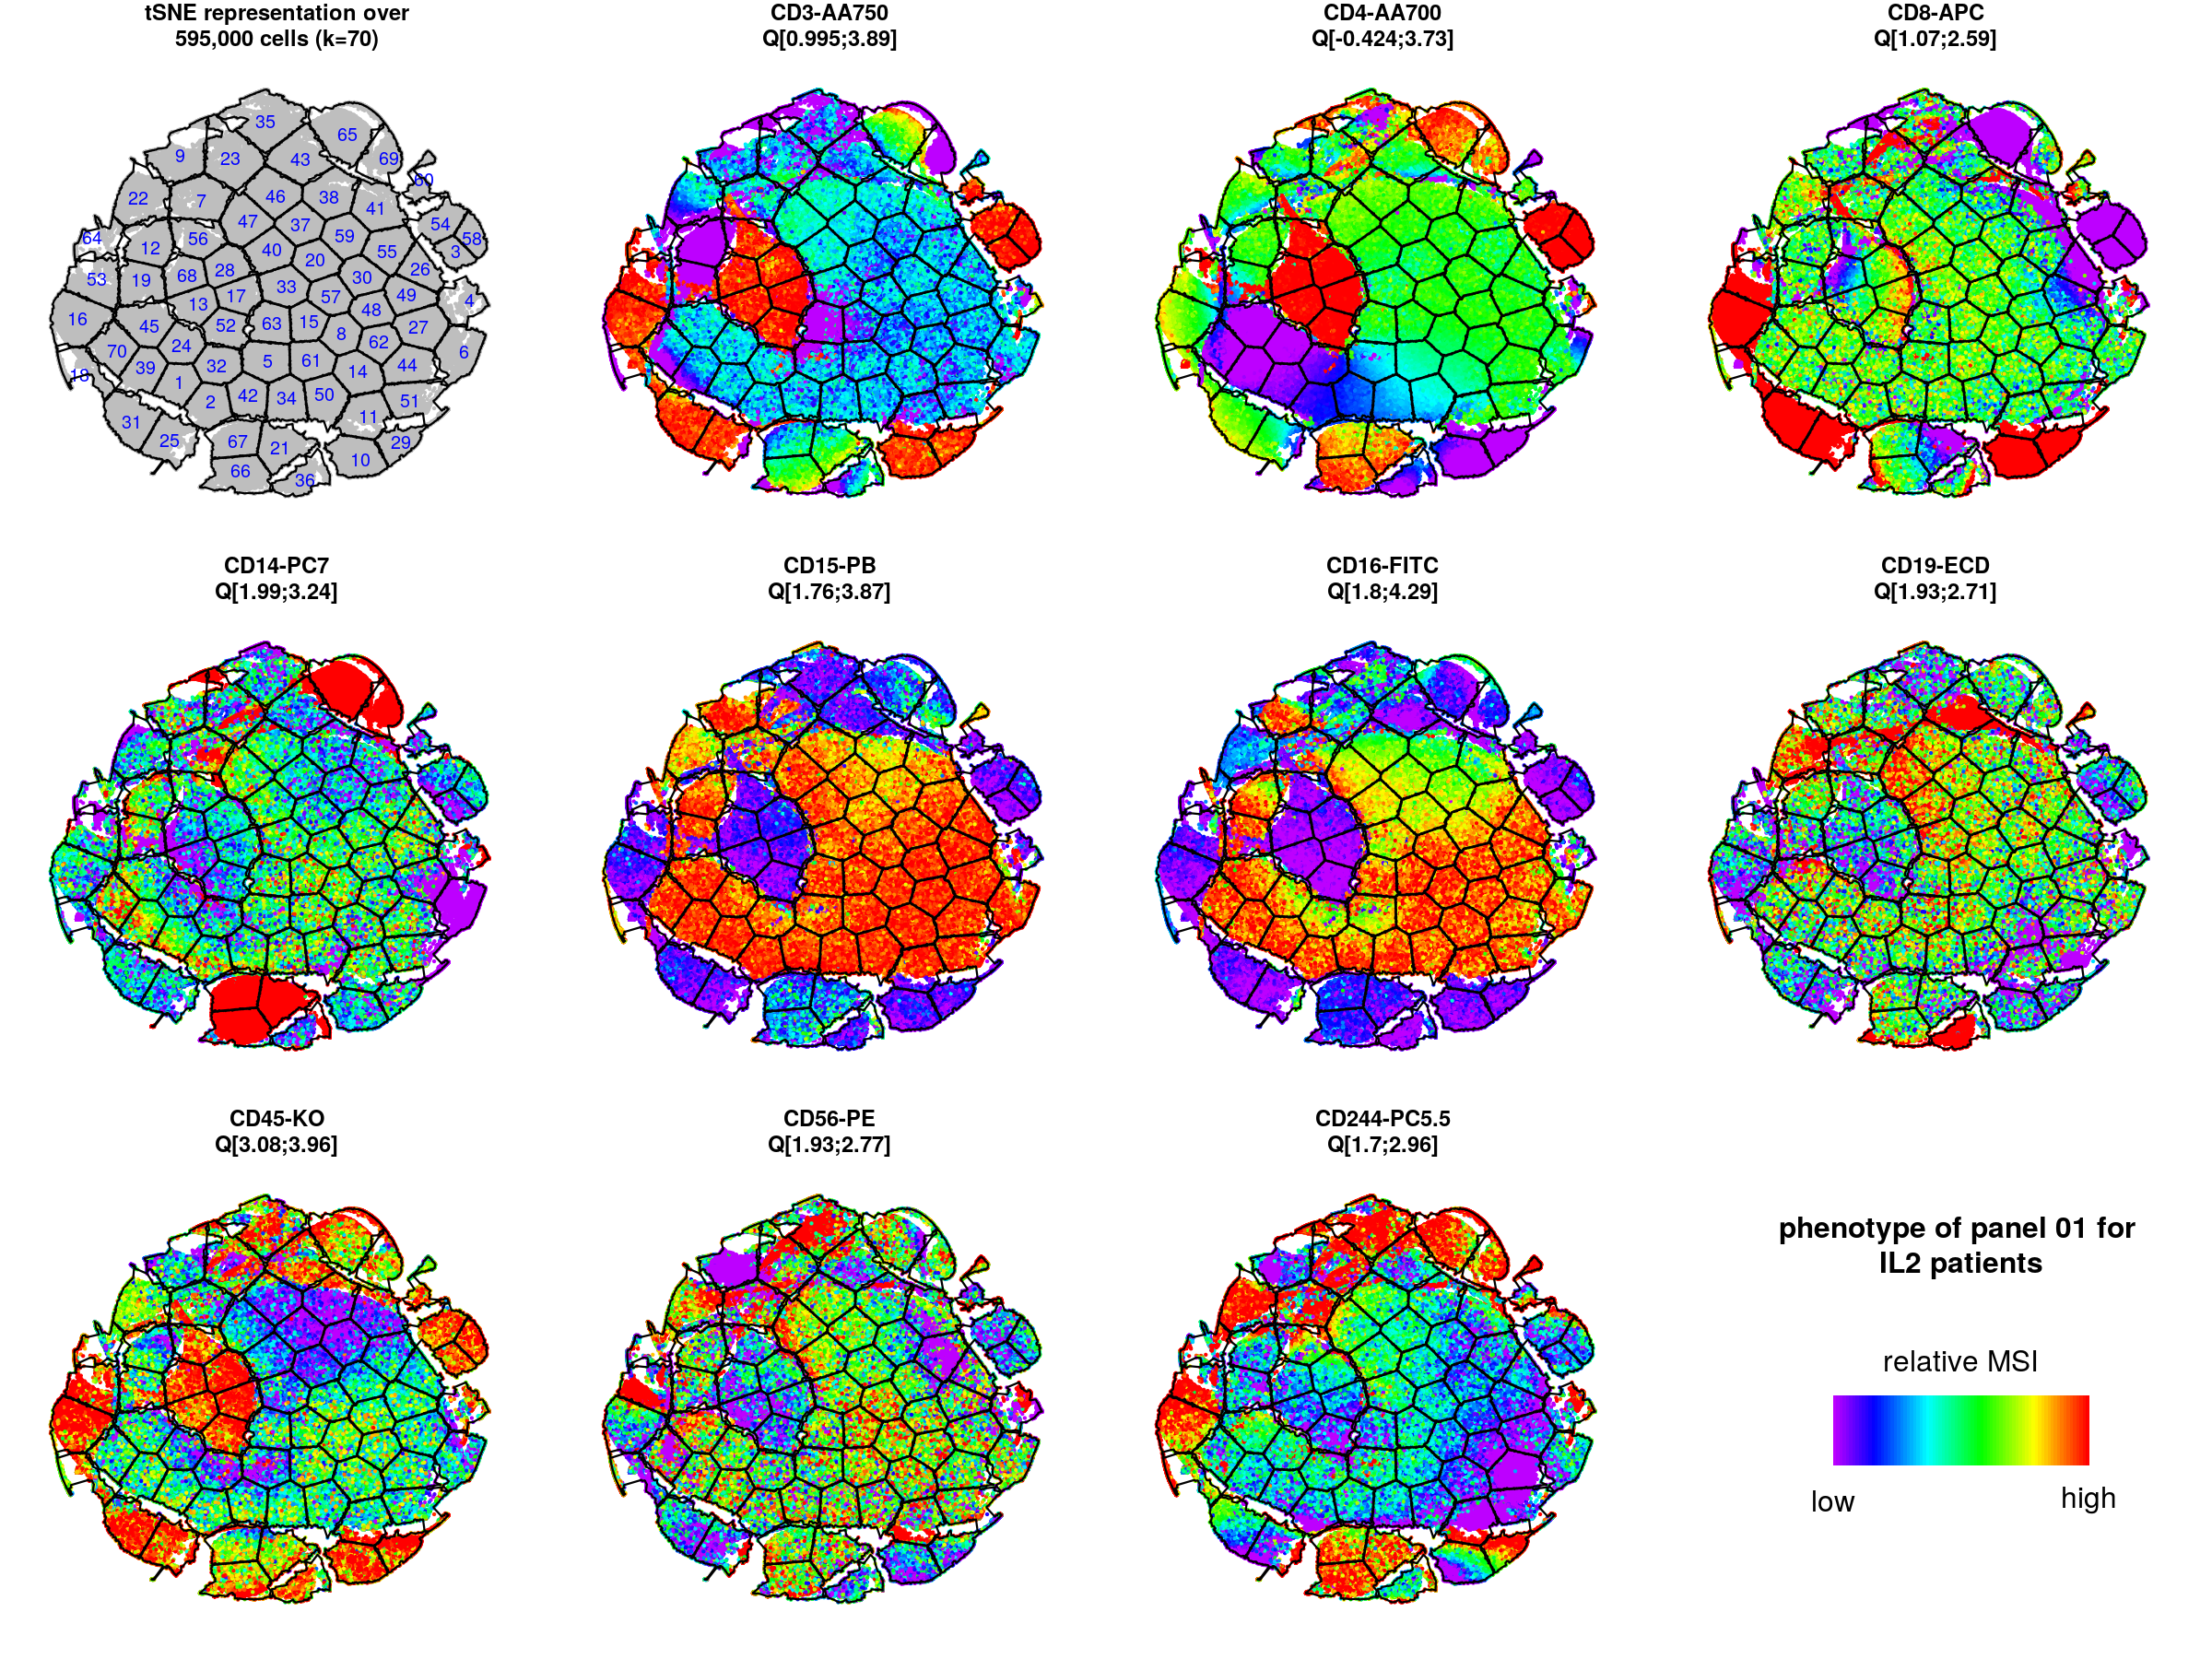 tSNE representation over
595,000 cells (k=70)
CD3-AA750
Q[0.995;3.89]
CD4-AA700
Q[-0.424;3.73]
CD8-APC
Q[1.07;2.59]
35
65
9
23
43
69
60
22
7
46
38
41
47
37
54
64
12
56
59
58
40
55
3
20
53
19
68
28
30
26
33
17
57
49
4
13
48
16
45
52
63
15
8
27
24
62
6
70
39
32
5
61
14
44
18
1
2
42
34
50
51
11
31
25
67
21
29
10
66
36
CD14-PC7
Q[1.99;3.24]
CD15-PB
Q[1.76;3.87]
CD16-FITC
Q[1.8;4.29]
CD19-ECD
Q[1.93;2.71]
CD45-KO
Q[3.08;3.96]
CD56-PE
Q[1.93;2.77]
CD244-PC5.5
Q[1.7;2.96]
phenotype of panel 01 for
IL2 patients
relative MSI
low
high